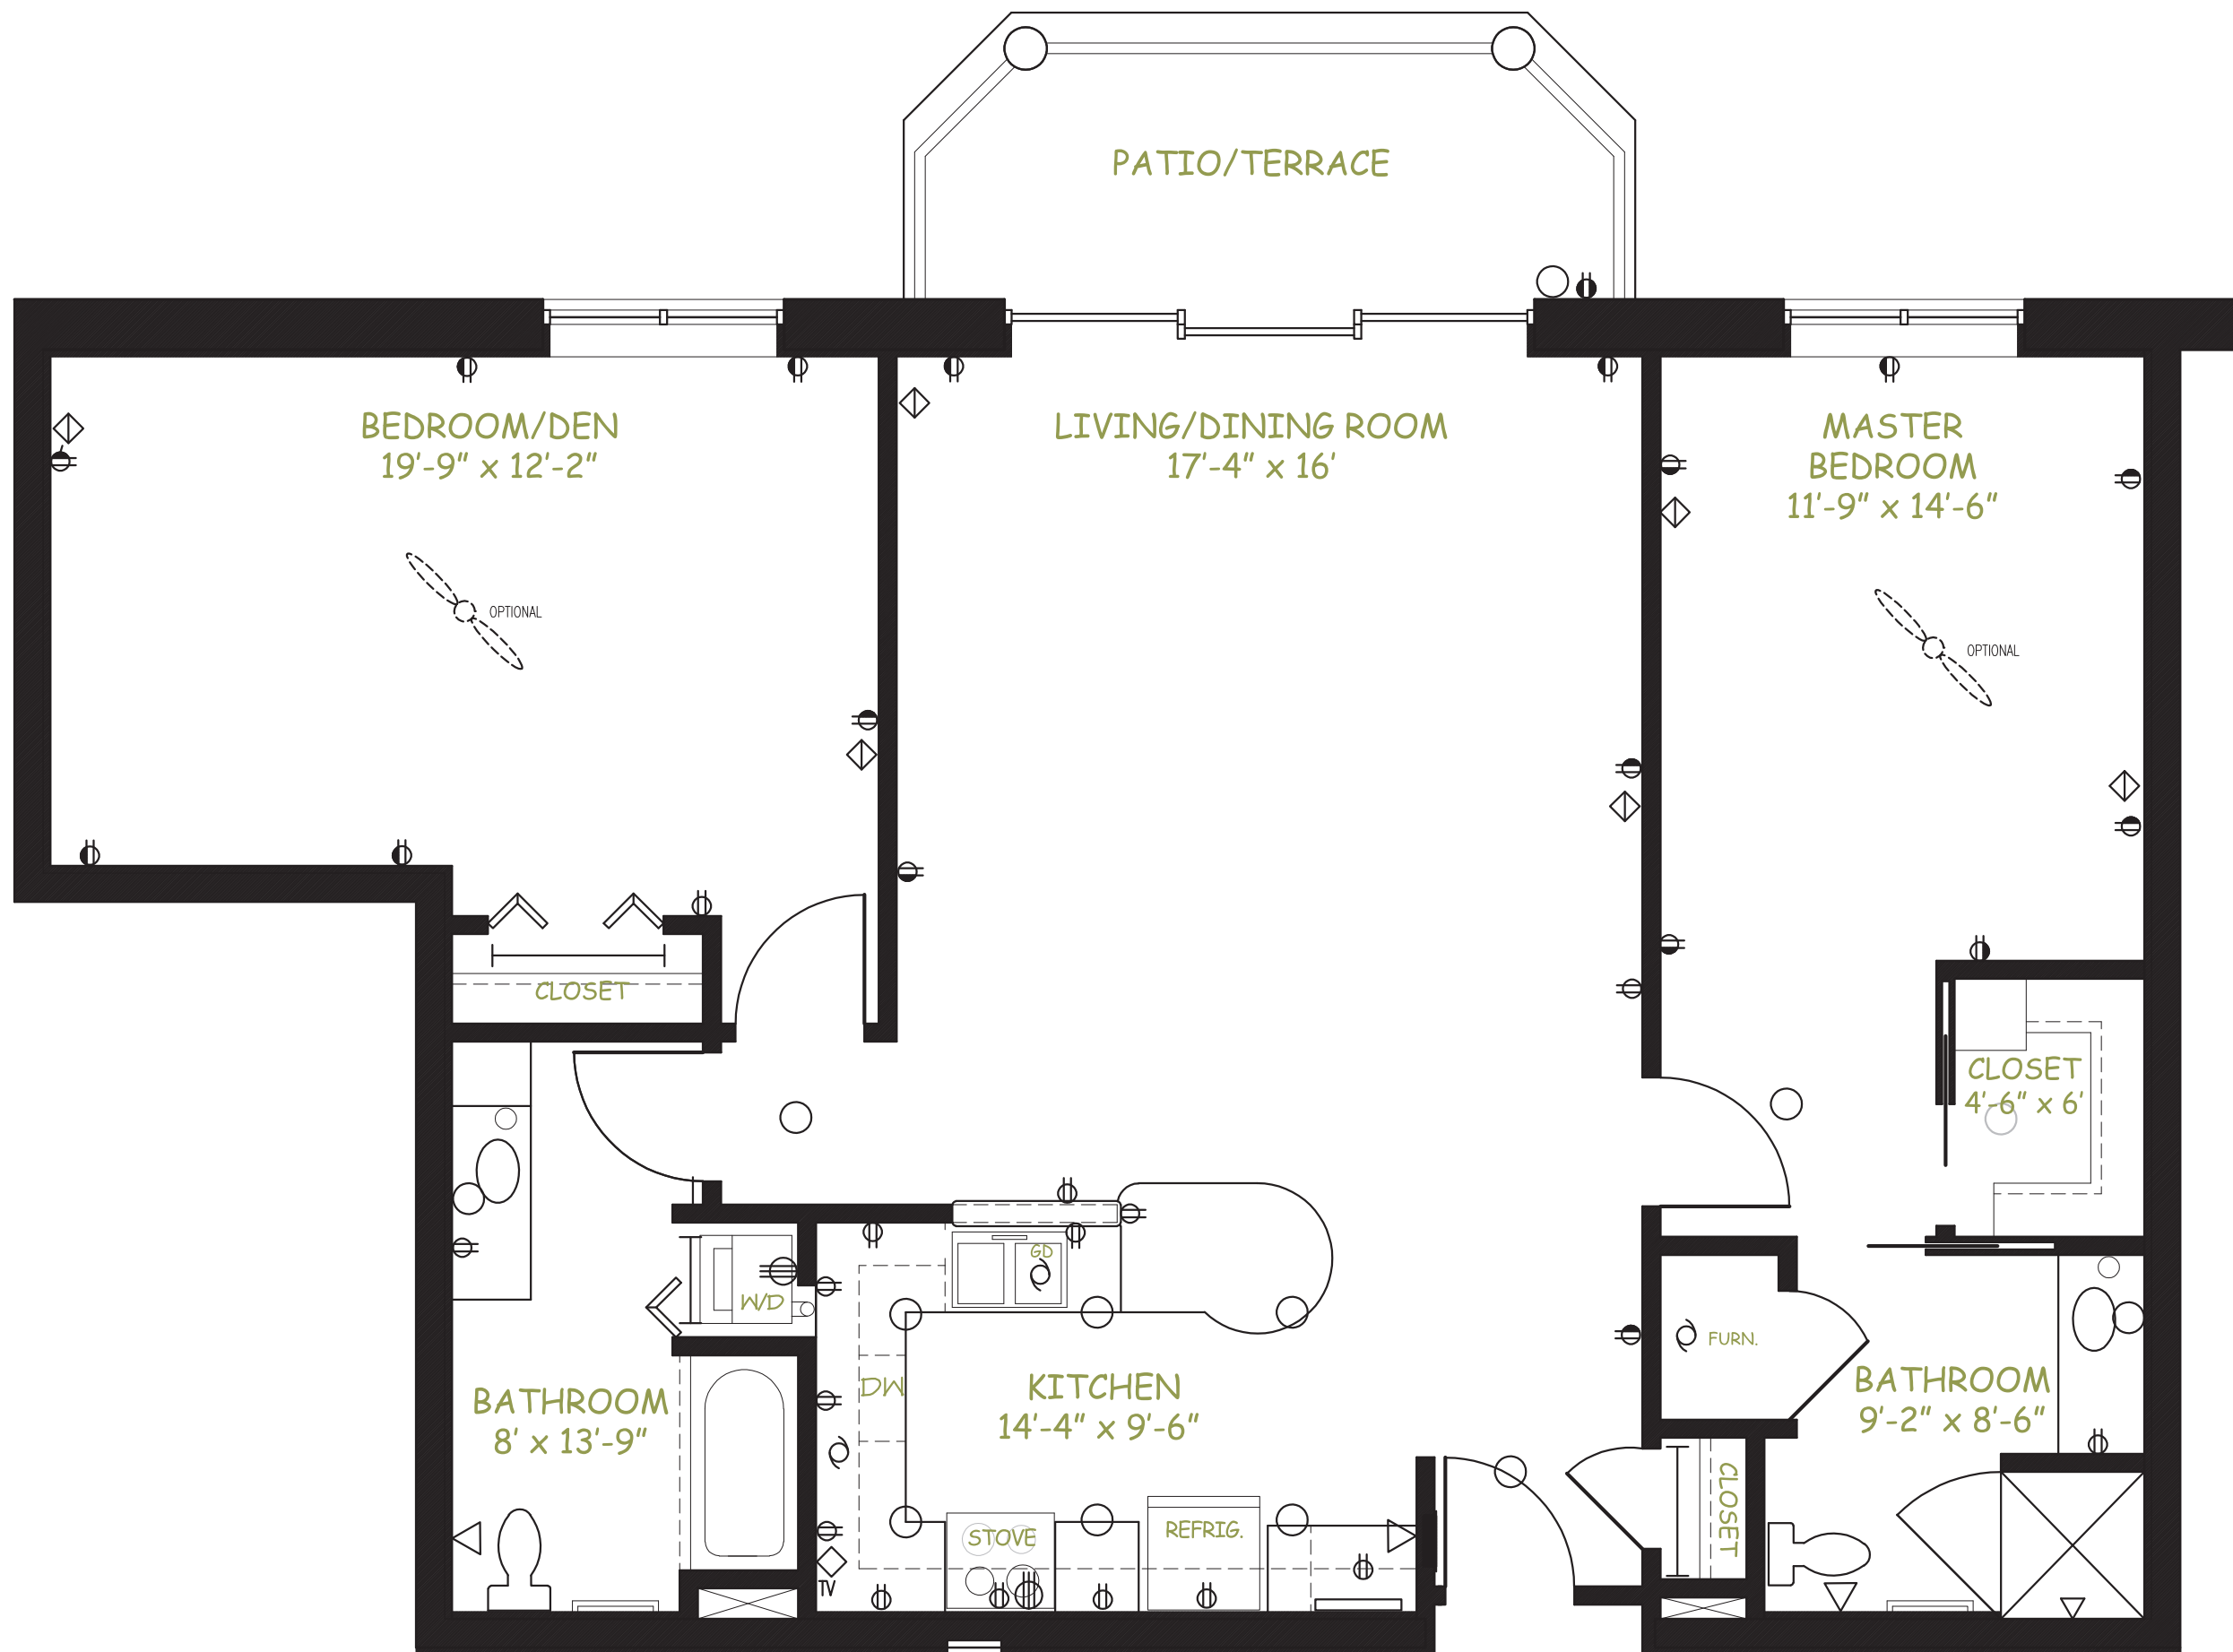 PATIO/TERRACE
BEDROOM/DEN
19'-9" x 12'-2"
LIVING/DINING ROOM
17'-4" x 16'
MASTER
BEDROOM
11'-9" x 14'-6"
OPTIONAL
OPTIONAL
CLOSET
CLOSET
4'-6" x 6'
GD
W/D
FURN.
DW
KITCHEN
14'-4" x 9'-6"
BATHROOM
8' x 13'-9"
BATHROOM
9'-2" x 8'-6"
CLOSET
STOVE
REFRIG.
TV